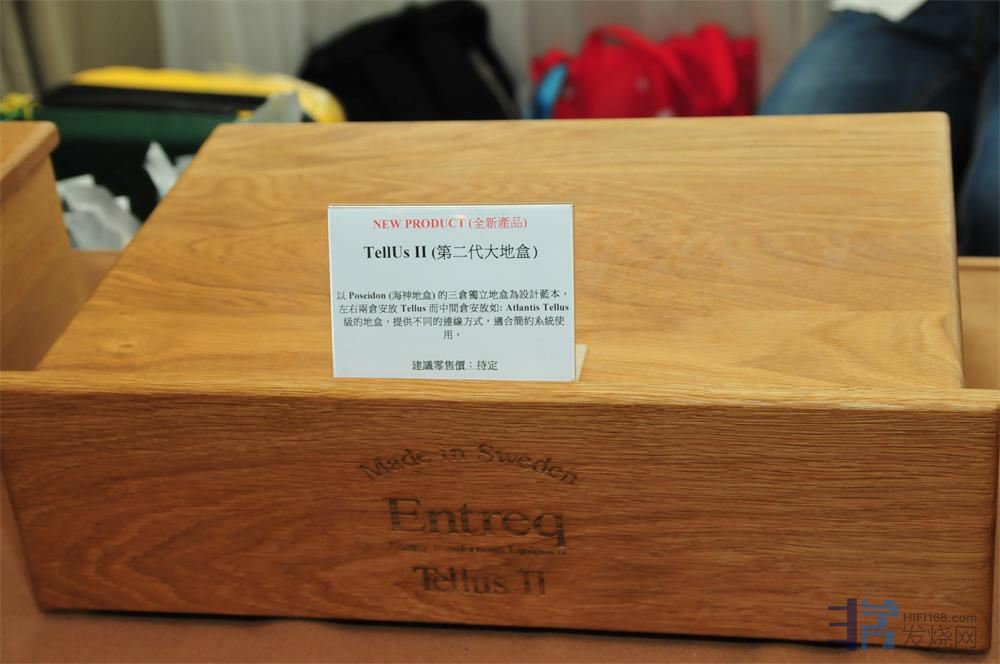 NEW PRODUCT (全新產品)
TellUs II (第二代大地盒)
以 Poseidon (海神地盒) 的三倉獨立地盒為設計藍本，
左右兩倉安放 Tellus 而中間倉安放如: Atlantis Tellus
級的地盒，提供不同的連線方式，適合簡約系統使
用。
建議零售價：待定
Made in Sweden
Entreq
Energy Transforming Equipment
Tellus II
HIFI168.com
发烧网